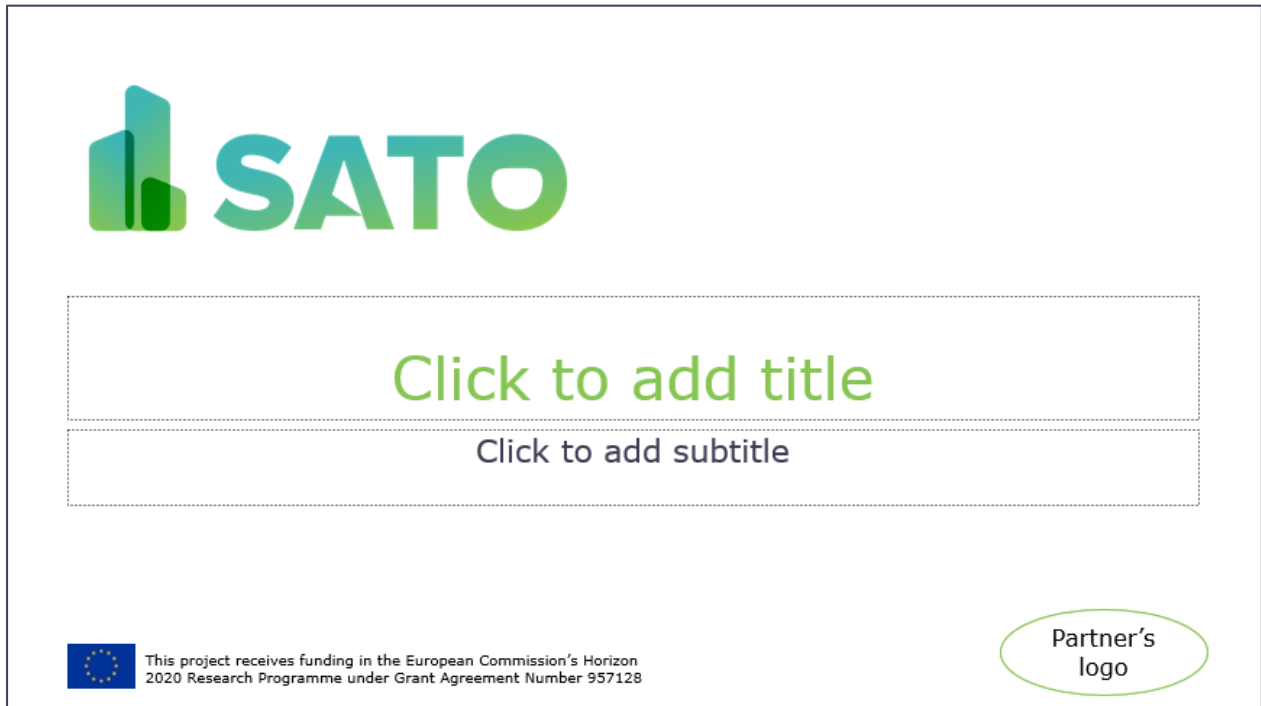 SATO
Click to add title
Click to add subtitle
This project receives funding in the European Commission’s Horizon
2020 Research Programme under Grant Agreement Number 957128
Partner’s
logo